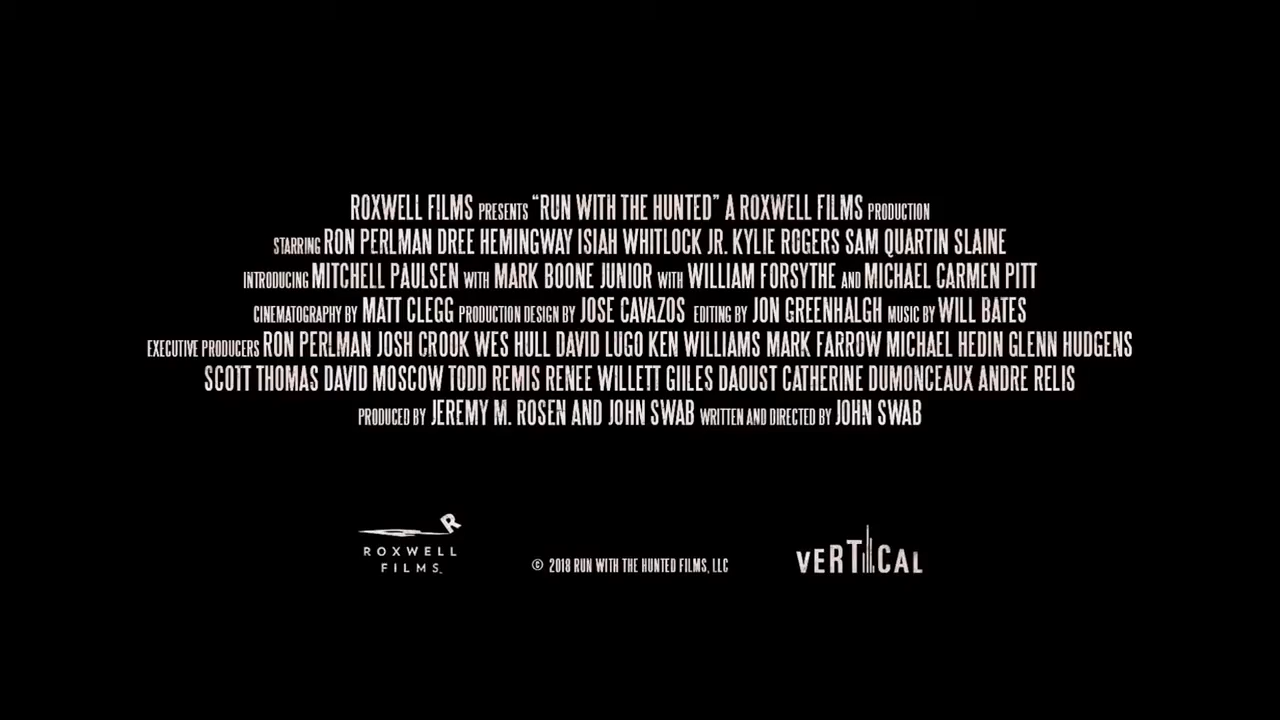 ROXWELL FILMS PRESENTS "RUN WITH THE HUNTED" A ROXWELL FILMS PRODUCTION
STARRING RON PERLMAN DREE HEMINGWAY ISIAH WHITLOCK JR. KYLIE ROGERS SAM QUARTIN SLAINE
INTRODUCING MITCHELL PAULSEN WITH MARK BOONE JUNIOR WITH WILLIAM FORSYTHE AND MICHAEL CARMEN PITT
CINEMATOGRAPHY BY MATT CLEGG PRODUCTION DESIGN BY JOSE CAVAZOS EDITING BY JON GREENHALGH MUSIC BY WILL BATES
EXECUTIVE PRODUCERS RON PERLMAN JOSH CROOK WES HULL DAVID LUGO KEN WILLIAMS MARK FARROW MICHAEL HEDIN GLENN HUDGENS
SCOTT THOMAS DAVID MOSCOW TODD REMIS RENEE WILLETT GIILES DAOUST CATHERINE DUMONCEAUX ANDRE RELIS
PRODUCED BY JEREMY M. ROSEN AND JOHN SWAB WRITTEN AND DIRECTED BY JOHN SWAB
R
ROXWELL
FILMS
© 2018 RUN WITH THE HUNTED FILMS, LLC
VERTICAL